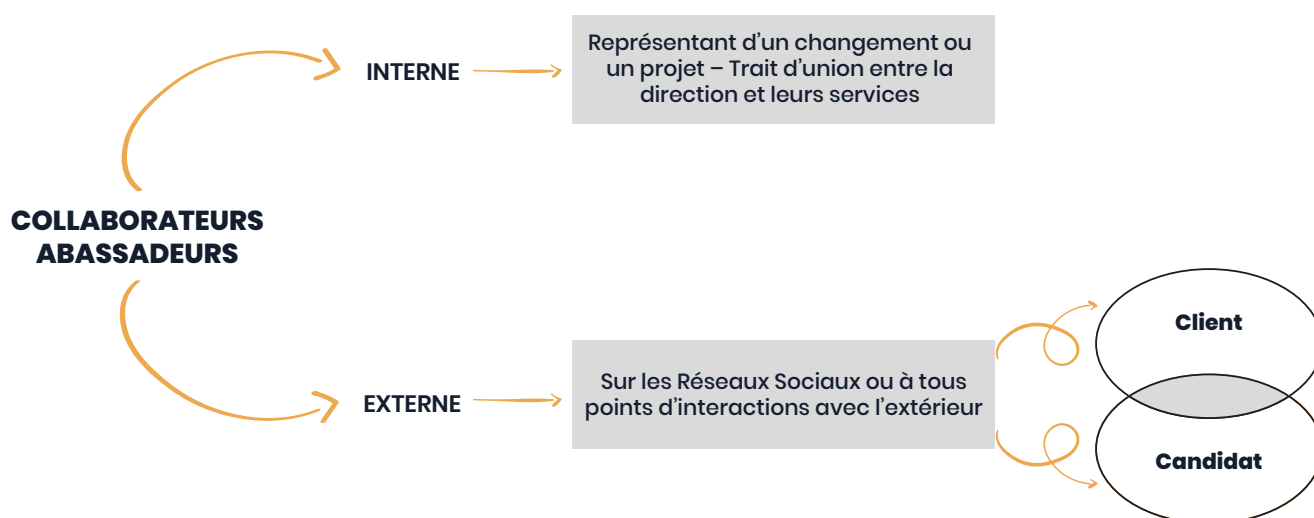 INTERNE
Représentant d’un changement ou
un projet – Trait d’union entre la
direction et leurs services
COLLABORATEURS
ABASSADEURS
EXTERNE
Sur les Réseaux Sociaux ou à tous
points d’interactions avec l’extérieur
Client
Candidat